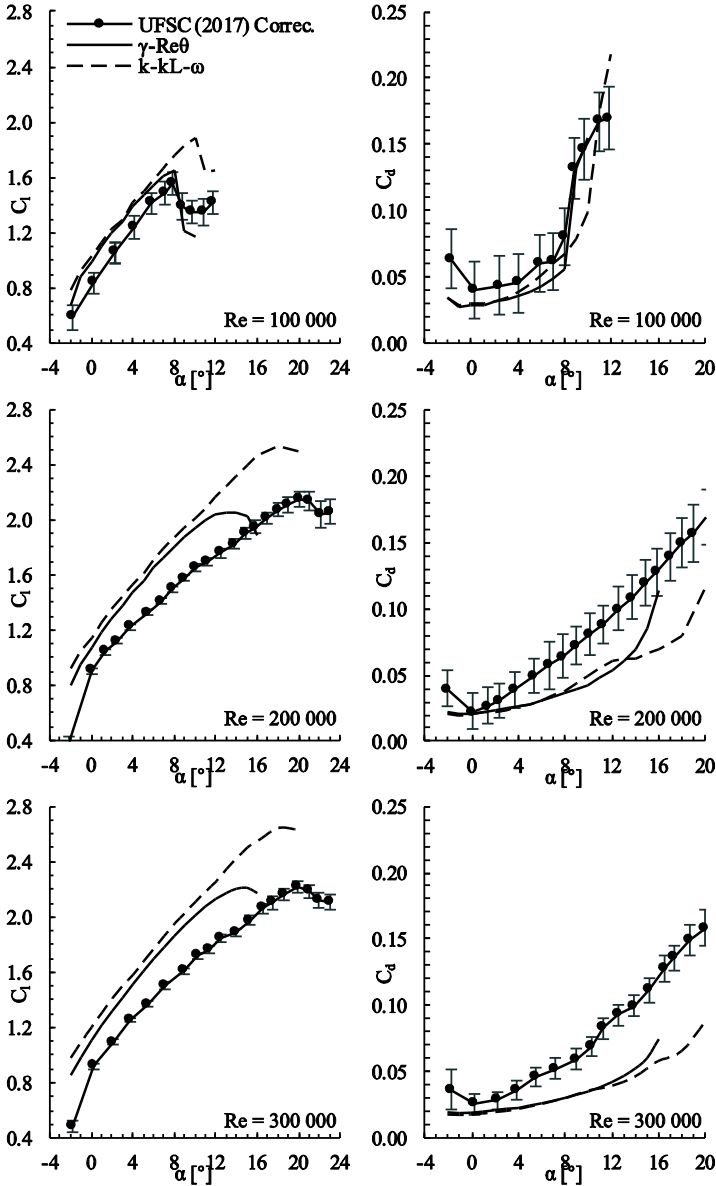 UFSC (2017) Correc.
γ-Reθ
k-kL-ω
2.8
2.4
2.0
1.6
1.2
0.8
0.4
C_l
-4 0 4 8 12 16 20 24
α [°]
Re = 100 000
0.25
0.20
0.15
0.10
0.05
0.00
C_d
-4 0 4 8 12 16 20
α [°]
Re = 100 000
2.8
2.4
2.0
1.6
1.2
0.8
0.4
C_l
-4 0 4 8 12 16 20 24
α [°]
Re = 200 000
0.25
0.20
0.15
0.10
0.05
0.00
C_d
-4 0 4 8 12 16 20
α [°]
Re = 200 000
2.8
2.4
2.0
1.6
1.2
0.8
0.4
C_l
-4 0 4 8 12 16 20 24
α [°]
Re = 300 000
0.25
0.20
0.15
0.10
0.05
0.00
C_d
-4 0 4 8 12 16 20
α [°]
Re = 300 000